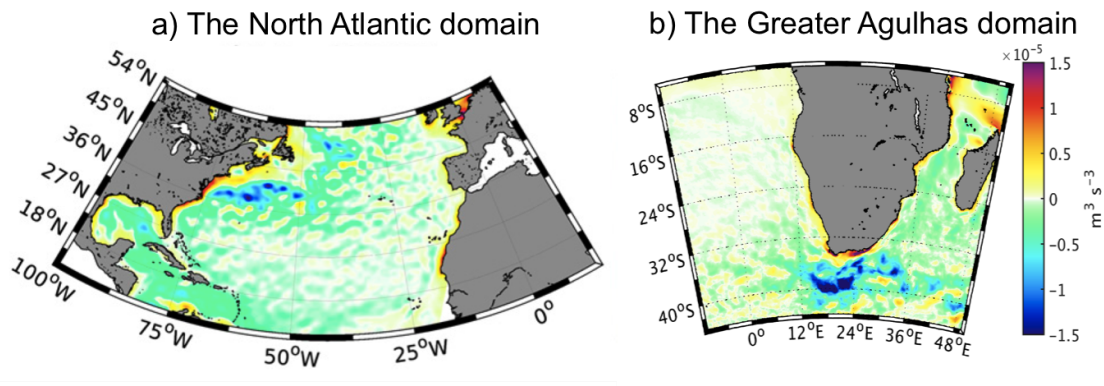 a) The North Atlantic domain
b) The Greater Agulhas domain
×10⁻⁵
54°N
45°N
36°N
27°N
18°N
100°W
75°W
50°W
25°W
0°
8°S
16°S
24°S
32°S
40°S
0°
12°E
24°E
36°E
48°E
1.5
1
0.5
0
−0.5
−1
−1.5
m³ s⁻³